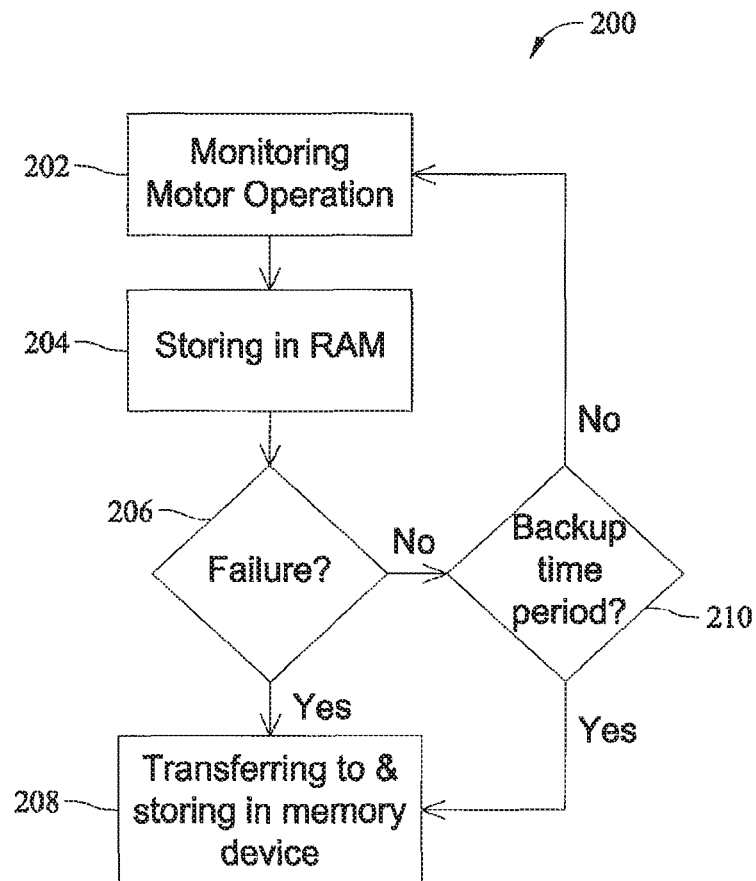 200
202
Monitoring
Motor Operation
204
Storing in RAM
No
206
Failure?
No
Backup
time
period?
210
Yes
Yes
208
Transferring to &
storing in memory
device